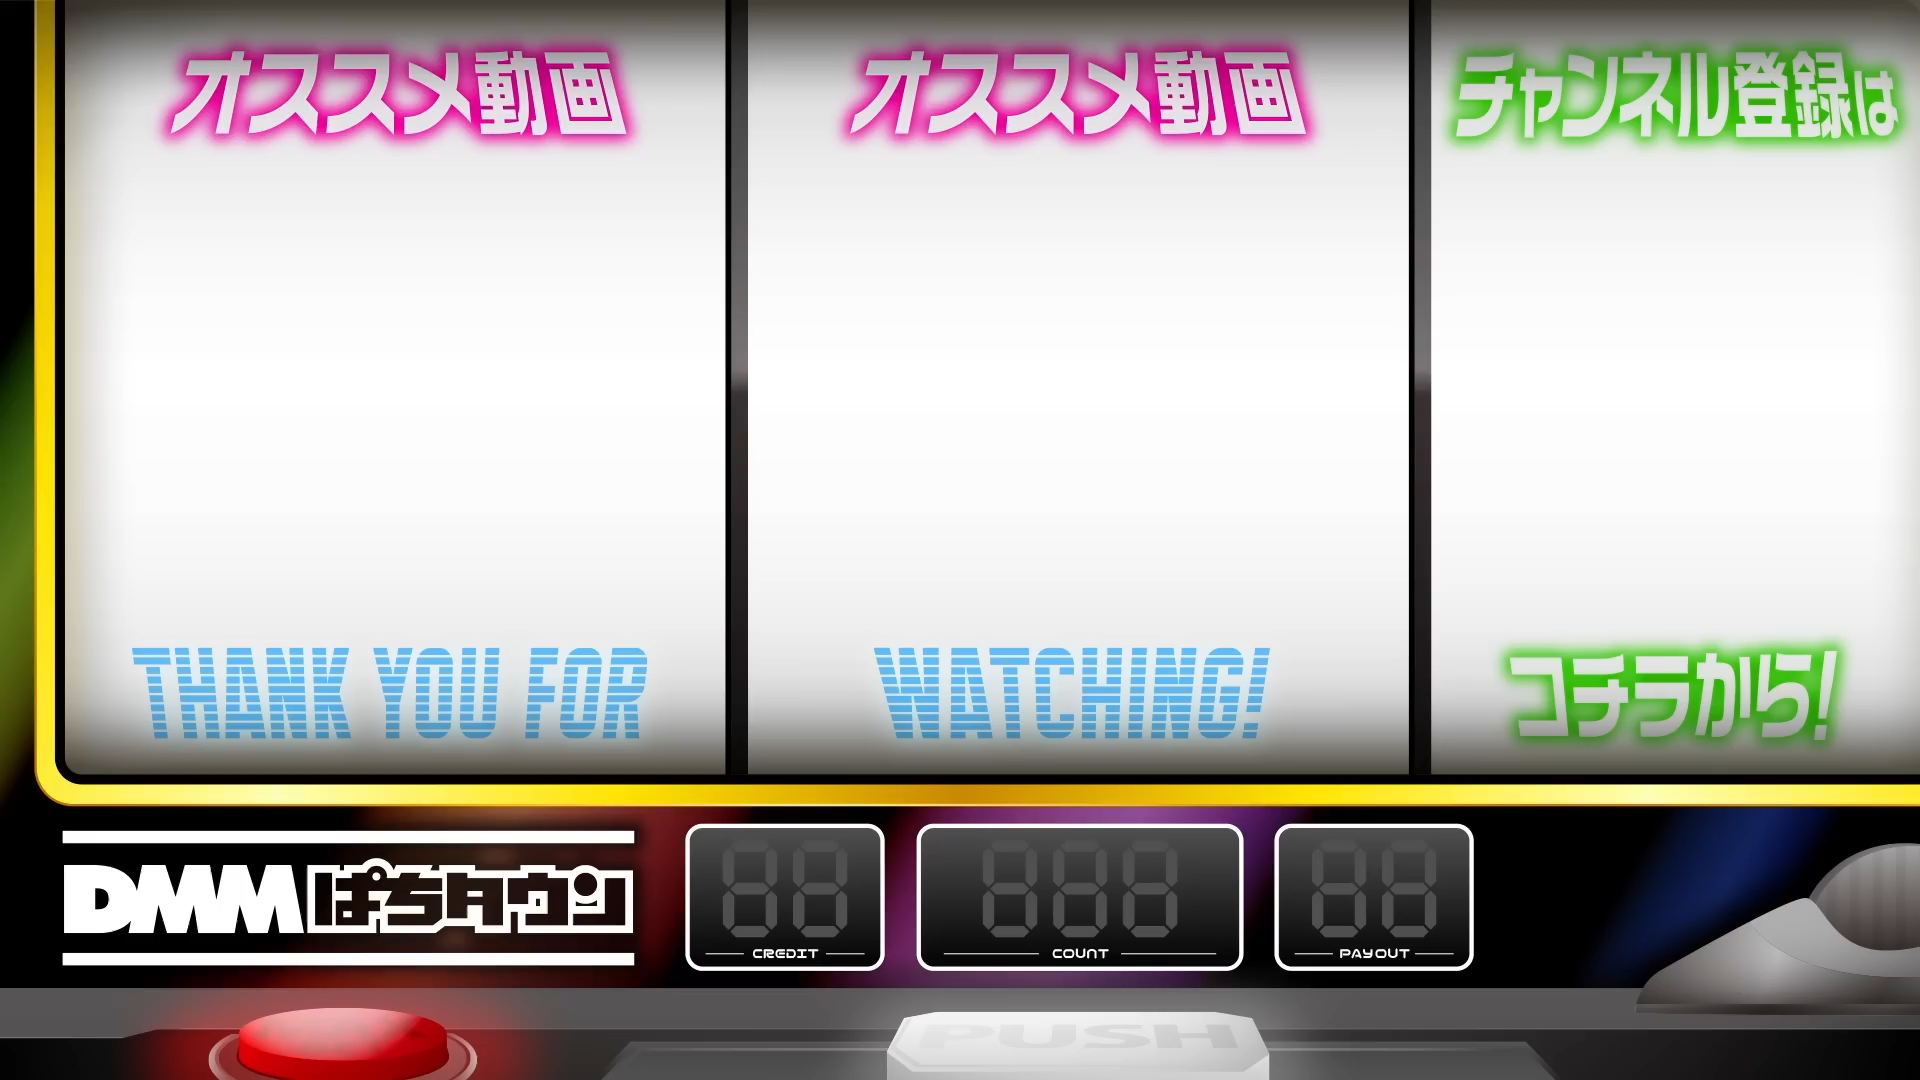 オススメ動画
オススメ動画
チャンネル登録は
THANK YOU FOR
WATCHING!
コチラから!
DMMぱちタウン
CREDIT
COUNT
PAYOUT
PUSH